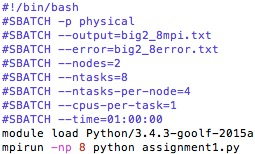 #!/bin/bash
#SBATCH -p physical
#SBATCH --output=big2_8mpi.txt
#SBATCH --error=big2_8error.txt
#SBATCH --nodes=2
#SBATCH --ntasks=8
#SBATCH --ntasks-per-node=4
#SBATCH --cpus-per-task=1
#SBATCH --time=01:00:00
module load Python/3.4.3-goolf-2015a
mpirun -np 8 python assignment1.py